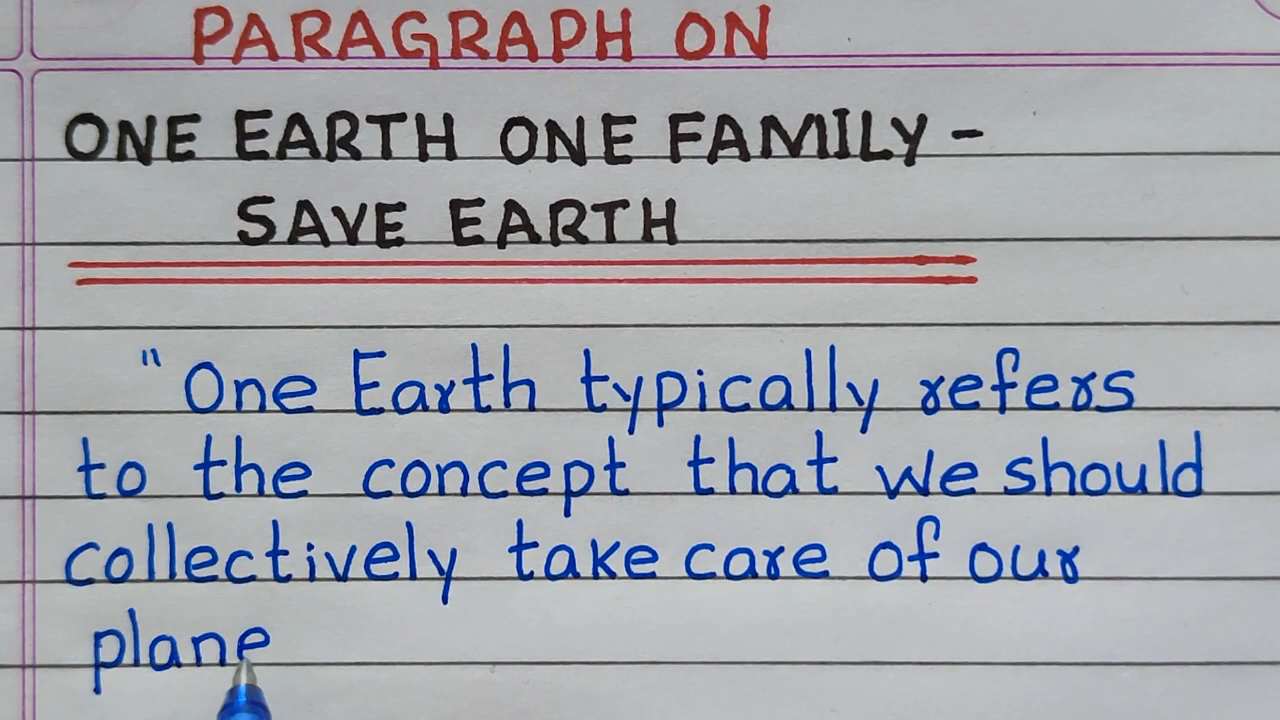 PARAGRAPH ON
ONE EARTH ONE FAMILY -
SAVE EARTH
"One Earth typically refers
to the concept that we should
collectively take care of our
plane